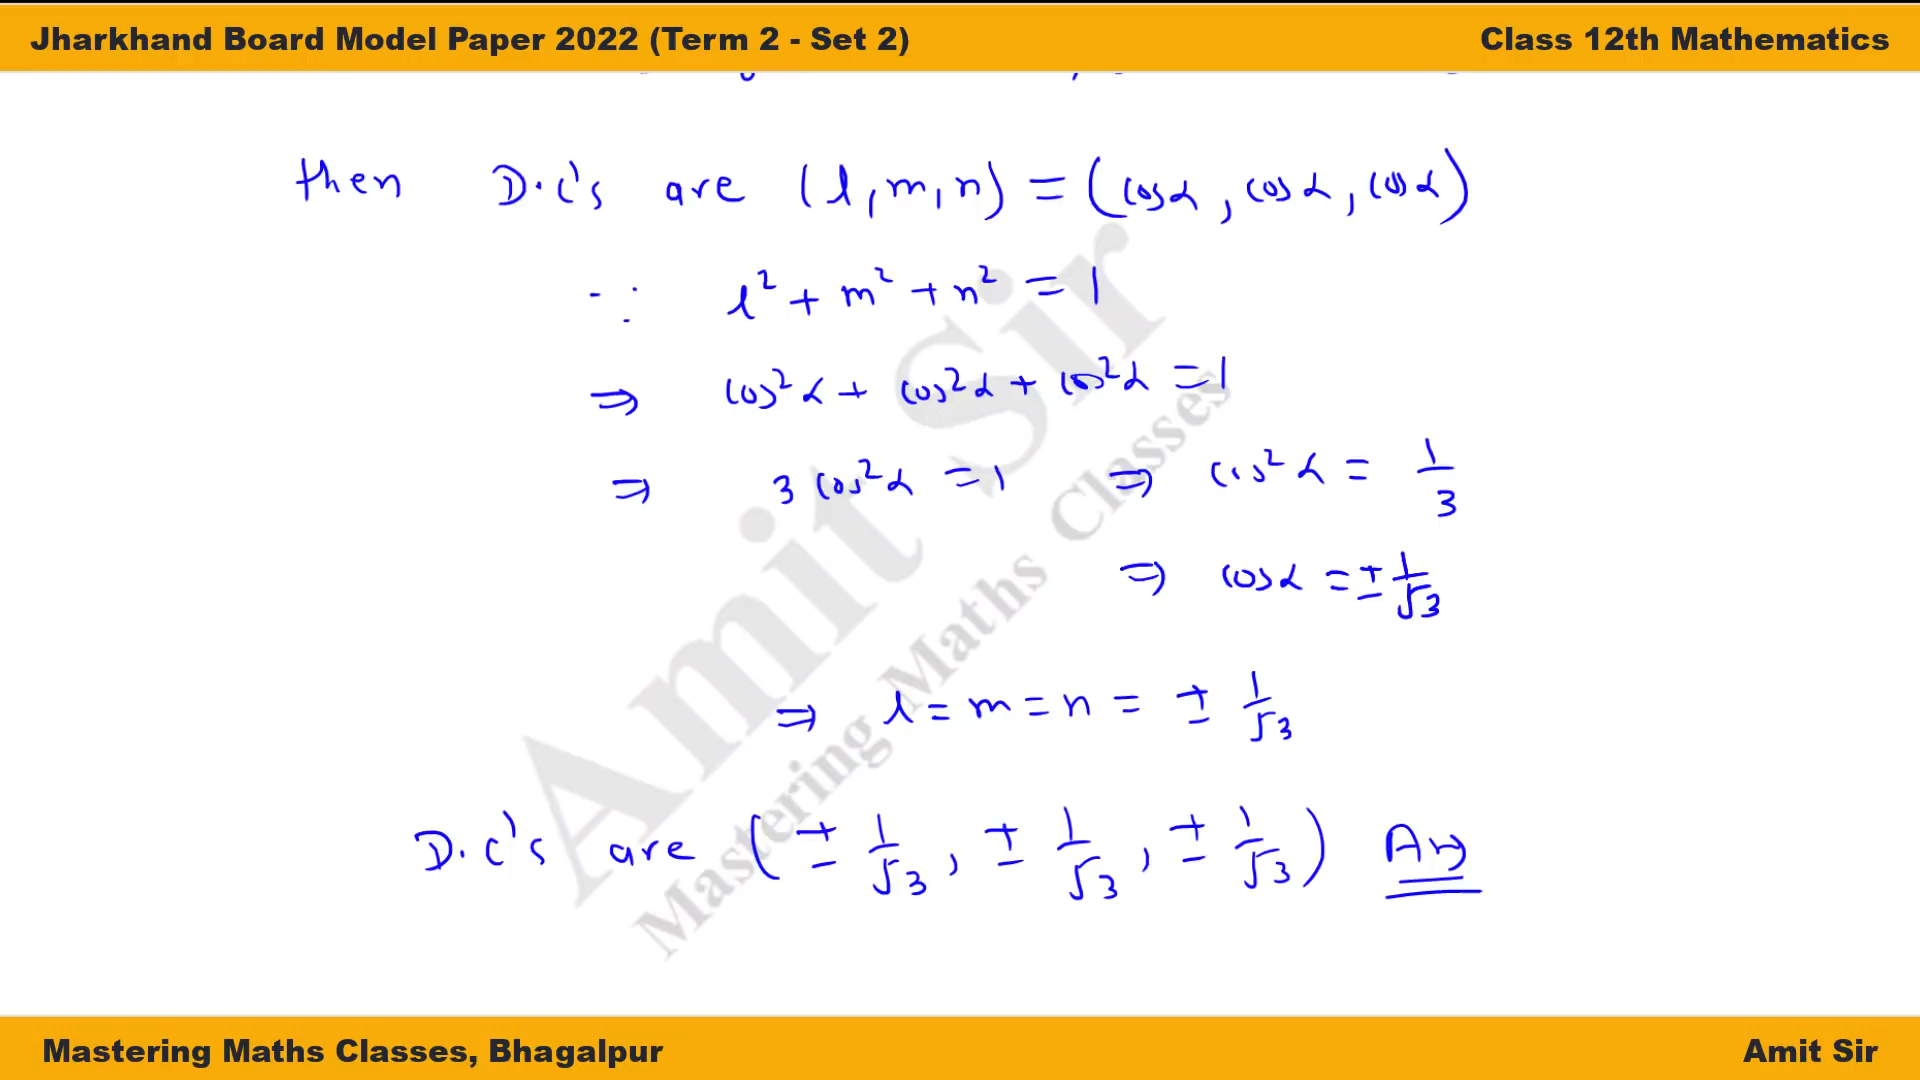 Jharkhand Board Model Paper 2022 (Term 2 - Set 2) Class 12th Mathematics
then D.C's are (l, m, n) = (cosα, cosα, cosα)
∵ l² + m² + n² = 1
⇒ cos²α + cos²α + cos²α = 1
⇒ 3 cos²α = 1 ⇒ cos²α = 1/3
⇒ cosα = ± 1/√3
⇒ l = m = n = ± 1/√3
D.C's are (± 1/√3, ± 1/√3, ± 1/√3) Ans
Amit Sir
Mastering Maths Classes
Mastering Maths Classes, Bhagalpur Amit Sir